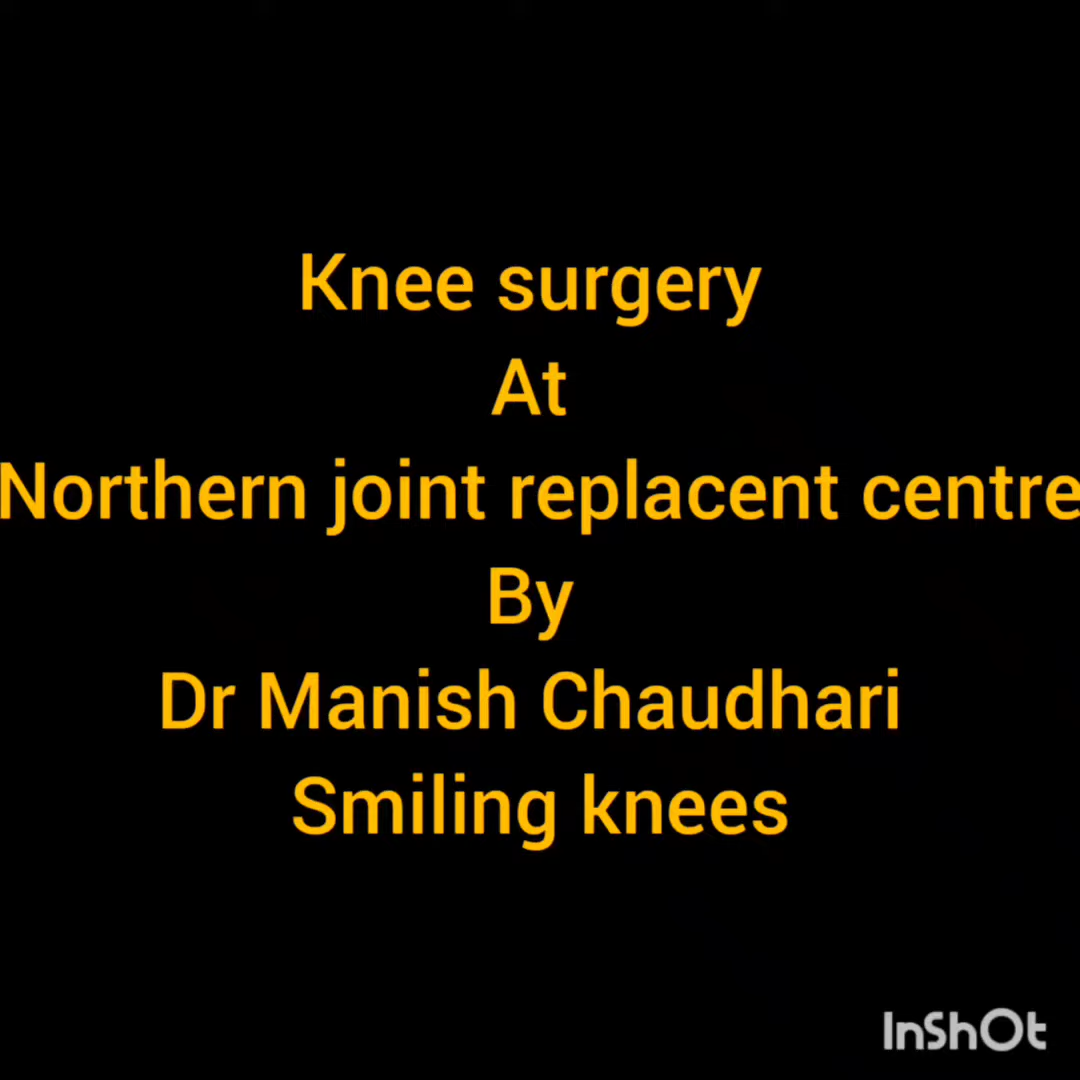 Knee surgery
At
Northern joint replacent centre
By
Dr Manish Chaudhari
Smiling knees
InShOt